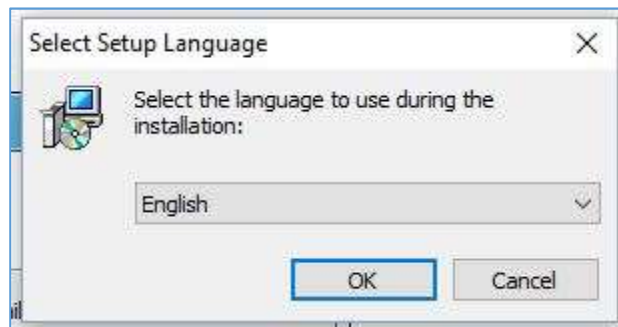 Select Setup Language
Select the language to use during the
installation:
English
OK
Cancel